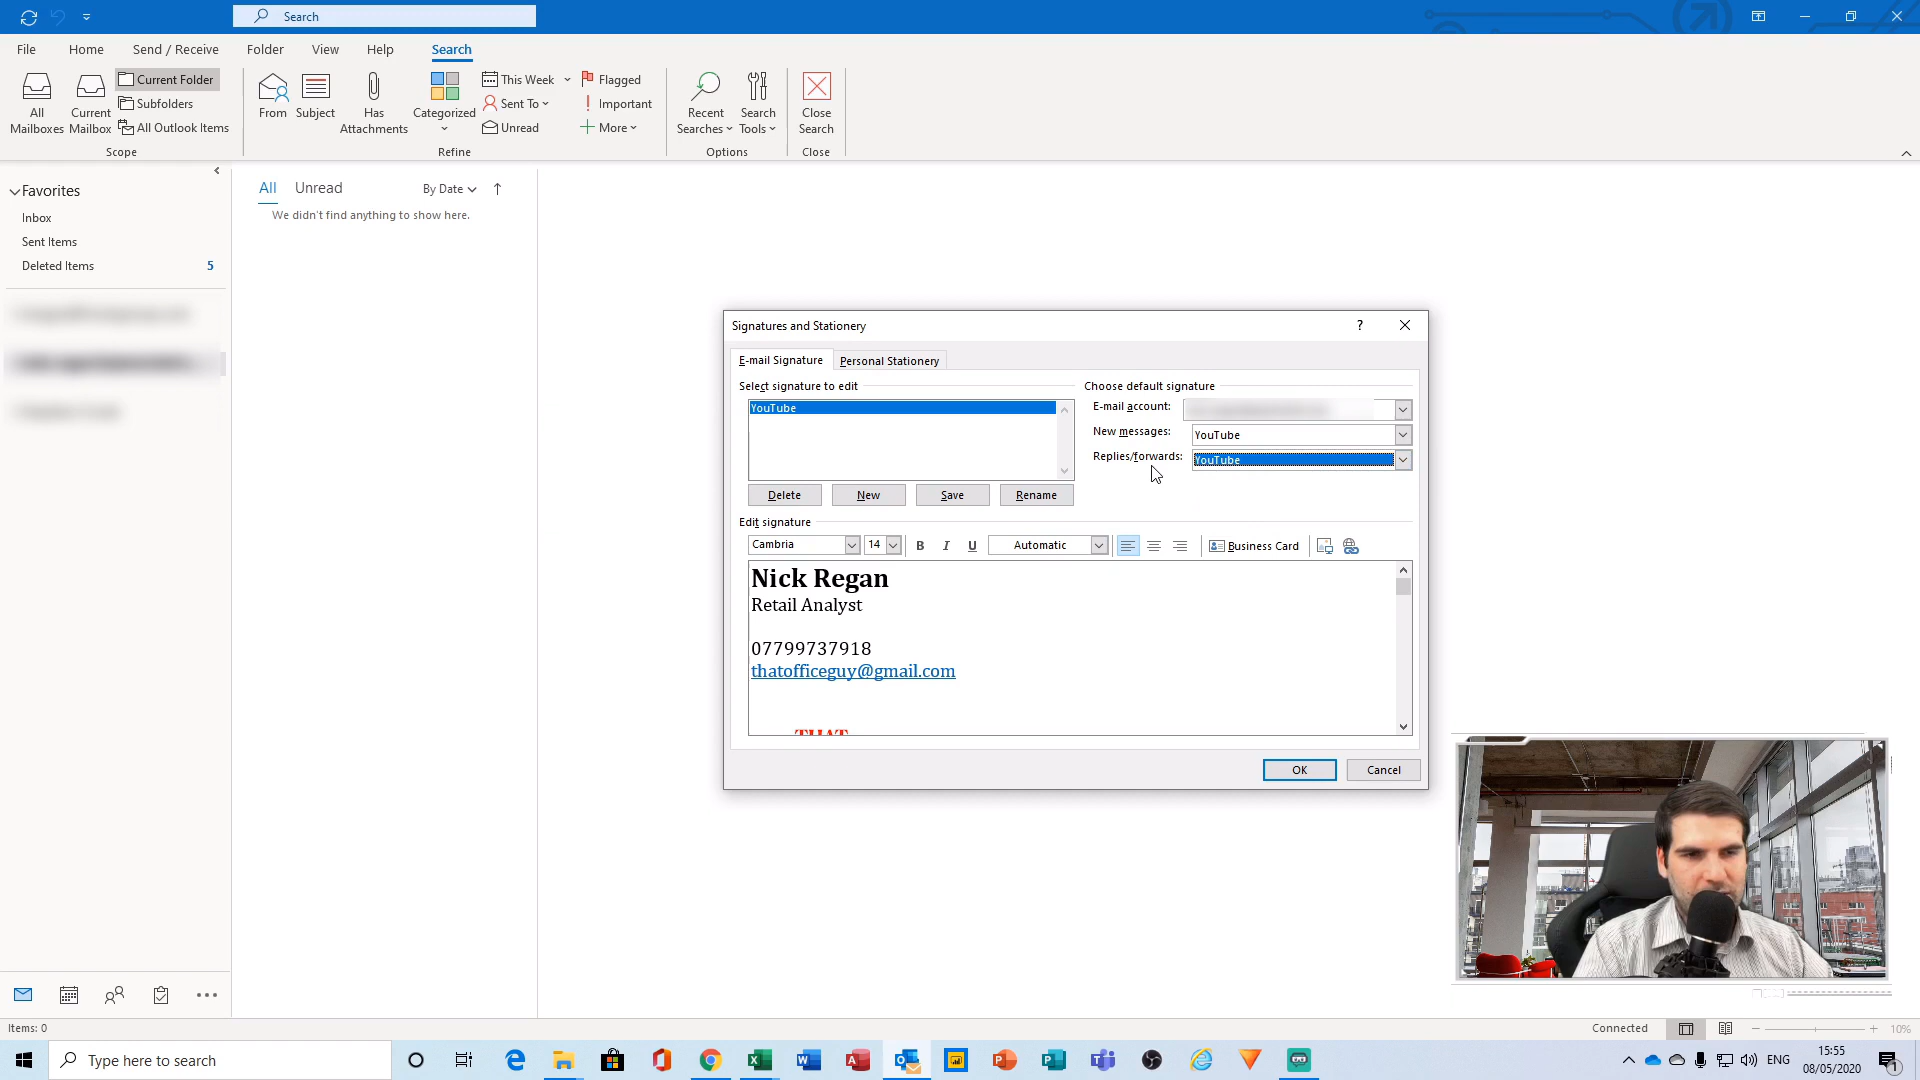 Search
File Home Send / Receive Folder View Help Search
All Mailboxes
Current Mailbox
Current Folder
Subfolders
All Outlook Items
Scope
From
Subject
Has Attachments
Categorized
This Week
Sent To
Unread
Flagged
Important
More
Refine
Recent Searches
Search Tools
Options
Close Search
Close
Favorites
Inbox
Sent Items
Deleted Items 5
All Unread By Date
We didn't find anything to show here.
Signatures and Stationery ?
E-mail Signature Personal Stationery
Select signature to edit
YouTube
Delete New Save Rename
Choose default signature
E-mail account:
New messages: YouTube
Replies/forwards: YouTube
Edit signature
Cambria 14 B I U Automatic Business Card
Nick Regan
Retail Analyst
07799737918
thatofficeguy@gmail.com
THAT
OK Cancel
Items: 0
Connected 10%
Type here to search
ENG
15:55
08/05/2020
1